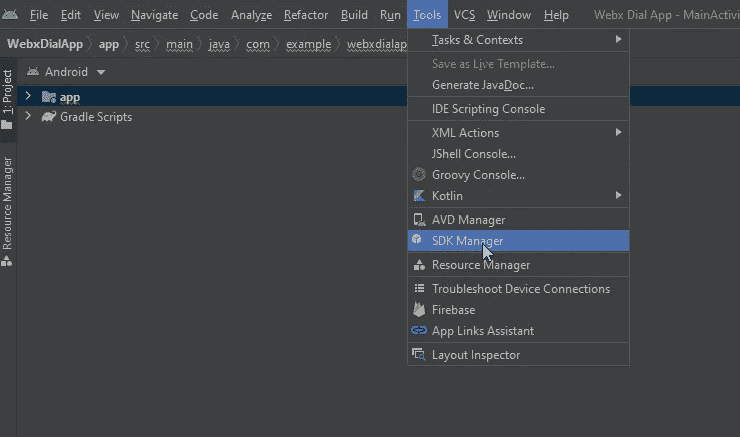 File Edit View Navigate Code Analyze Refactor Build Run Tools VCS Window Help Webx Dial App - MainActivi
WebxDialApp app src main java com example webxdialap
Android
app
Gradle Scripts
1: Project
Resource Manager
Tasks & Contexts
Save as Live Template...
Generate JavaDoc...
IDE Scripting Console
XML Actions
JShell Console...
Groovy Console...
Kotlin
AVD Manager
SDK Manager
Resource Manager
Troubleshoot Device Connections
Firebase
App Links Assistant
Layout Inspector